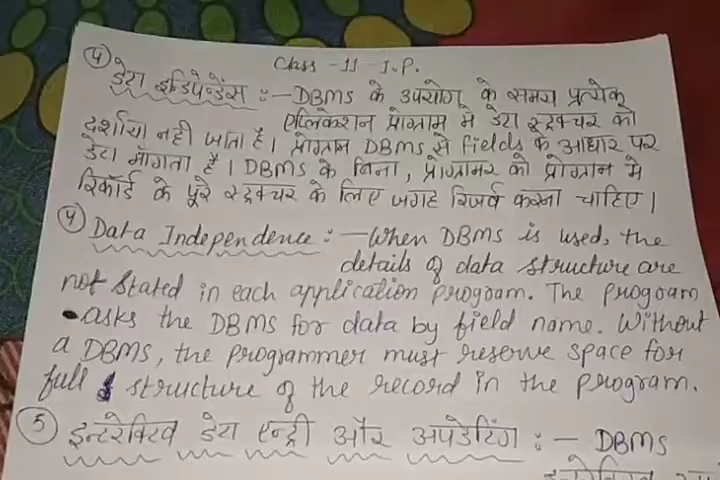 Class - 11 - I.P.
④ डेटा इन्डिपेन्डेंस :- DBMS के उपयोग के समय प्रत्येक
एप्लिकेशन प्रोग्राम मे डेटा स्ट्रक्चर को
दर्शाया नही जाता है। प्रोग्राम DBMS से fields के आधार पर
डेटा माँगता है। DBMS के बिना, प्रोग्रामर को प्रोग्राम मे
रिकॉर्ड के पूरे स्ट्रक्चर के लिए जगह रिजर्व करना चाहिए।
④ Data Independence :- When DBMS is used, the
details of data structure are
not stated in each application program. The program
asks the DBMS for data by field name. Without
a DBMS, the programmer must reserve space for
full structure of the record in the program.
⑤ इन्टरेक्टिव डेटा एन्ट्री और अपडेटिंग :- DBMS